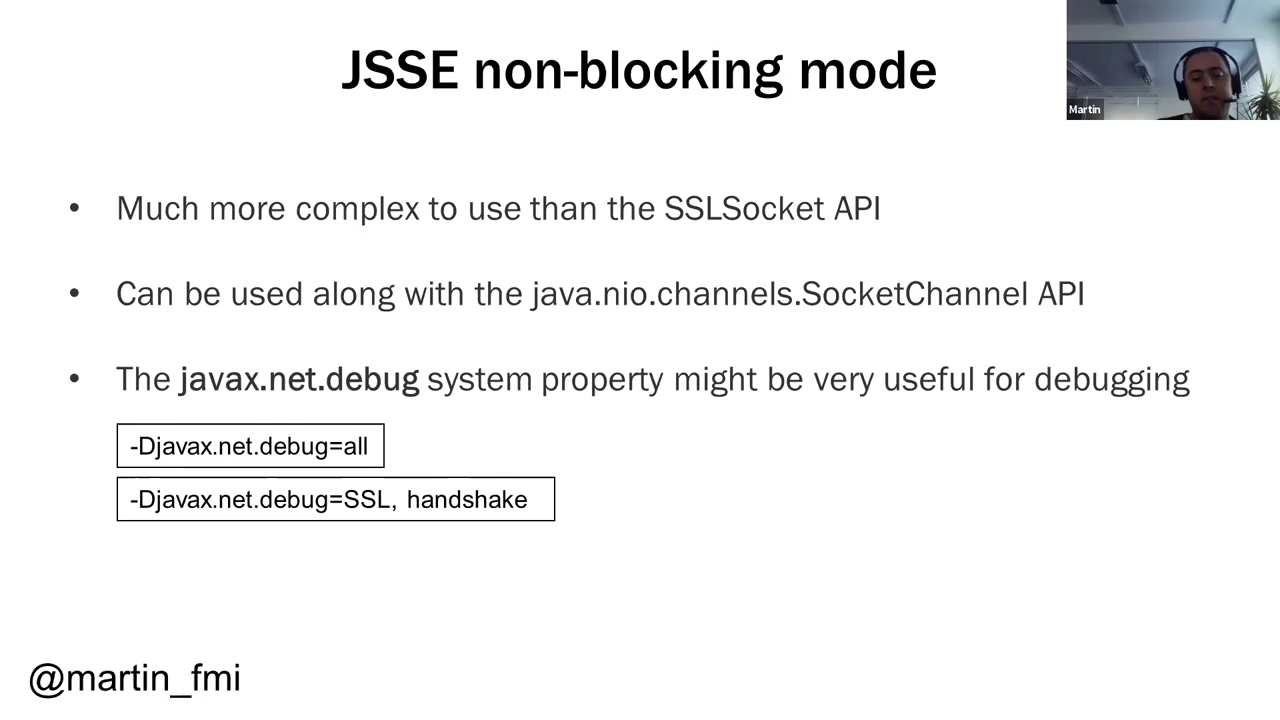 JSSE non-blocking mode
Martin
• Much more complex to use than the SSLSocket API
• Can be used along with the java.nio.channels.SocketChannel API
• The javax.net.debug system property might be very useful for debugging
-Djavax.net.debug=all
-Djavax.net.debug=SSL, handshake
@martin_fmi